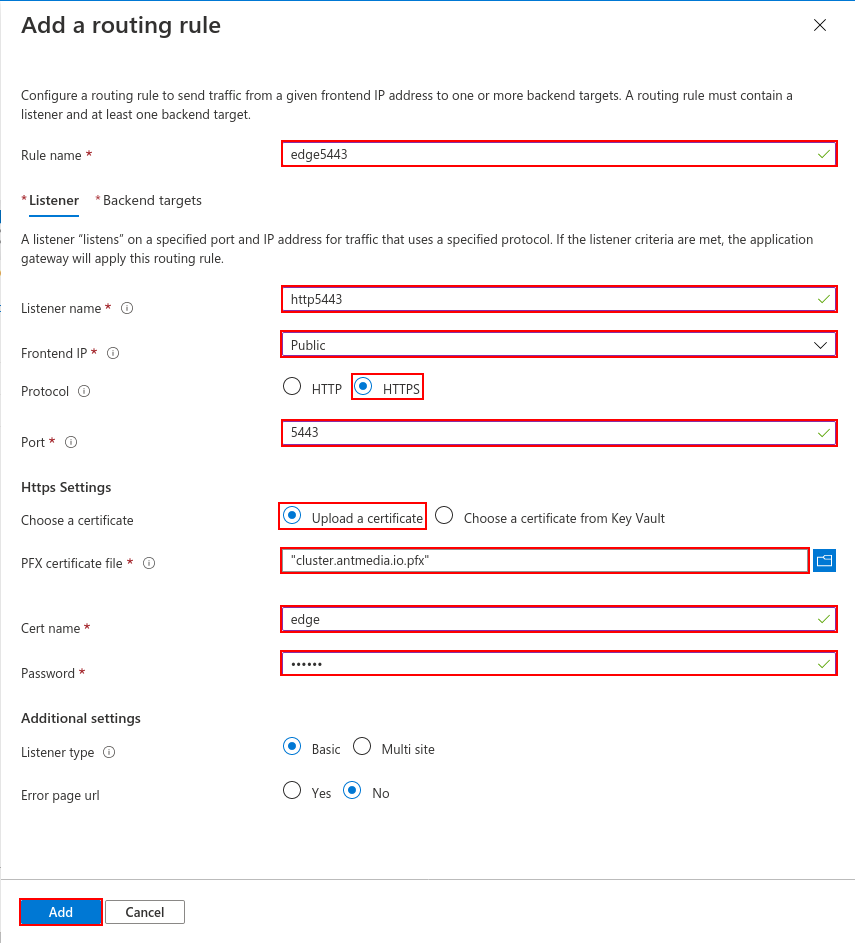 Add a routing rule
Configure a routing rule to send traffic from a given frontend IP address to one or more backend targets. A routing rule must contain a
listener and at least one backend target.
Rule name *
edge5443
* Listener * Backend targets
A listener “listens” on a specified port and IP address for traffic that uses a specified protocol. If the listener criteria are met, the application
gateway will apply this routing rule.
Listener name *
http5443
Frontend IP *
Public
Protocol
HTTP HTTPS
Port *
5443
Https Settings
Choose a certificate
Upload a certificate Choose a certificate from Key Vault
PFX certificate file *
"cluster.antmedia.io.pfx"
Cert name *
edge
Password *
••••••
Additional settings
Listener type
Basic Multi site
Error page url
Yes No
Add Cancel